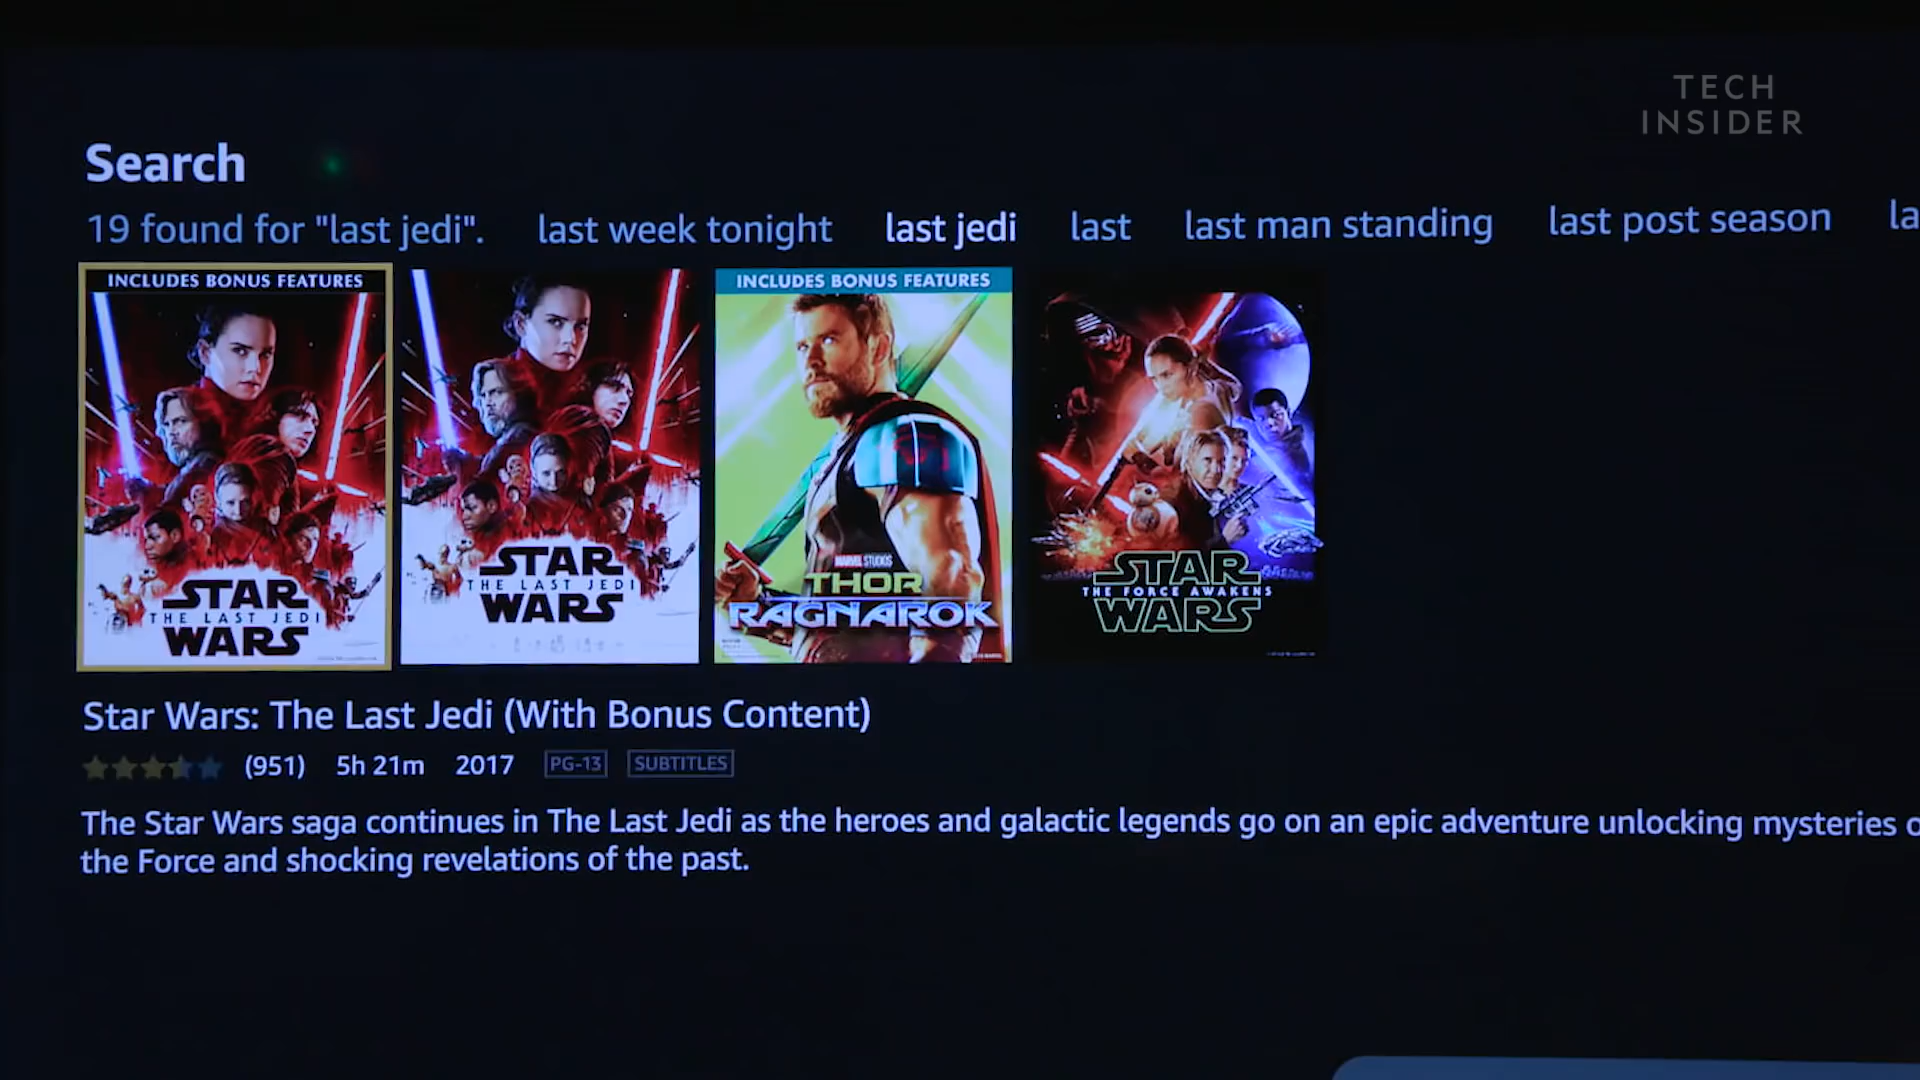 TECH
INSIDER
Search
19 found for "last jedi". last week tonight last jedi last last man standing last post season la
INCLUDES BONUS FEATURES
STAR
THE LAST JEDI
WARS
STAR
THE LAST JEDI
WARS
INCLUDES BONUS FEATURES
MARVEL STUDIOS
THOR
RAGNAROK
STAR
THE FORCE AWAKENS
WARS
Star Wars: The Last Jedi (With Bonus Content)
(951) 5h 21m 2017 PG-13 SUBTITLES
The Star Wars saga continues in The Last Jedi as the heroes and galactic legends go on an epic adventure unlocking mysteries o
the Force and shocking revelations of the past.